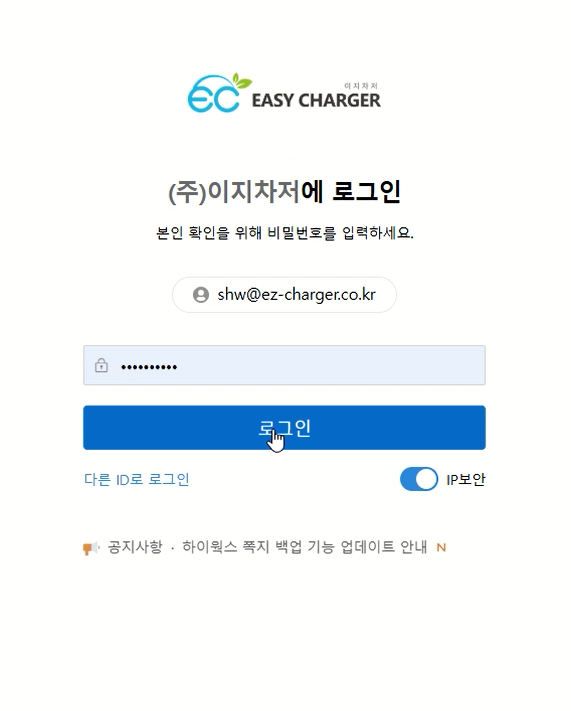 이지차저
EC EASY CHARGER
(주)이지차저에 로그인
본인 확인을 위해 비밀번호를 입력하세요.
shw@ez-charger.co.kr
••••••••••
로그인
다른 ID로 로그인
IP보안
공지사항 · 하이웍스 쪽지 백업 기능 업데이트 안내 N